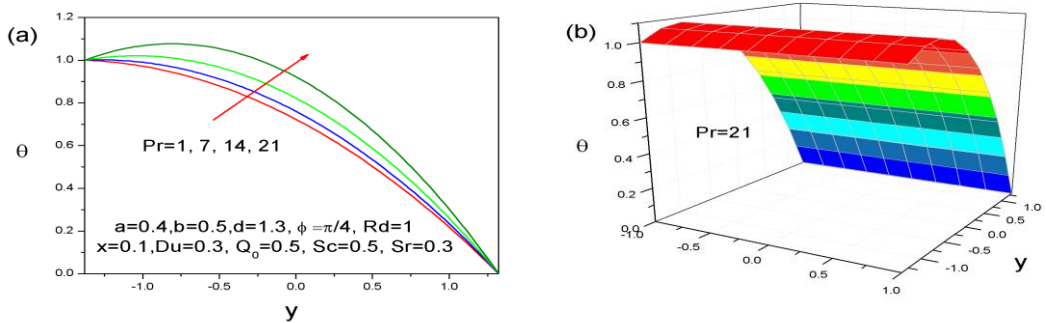 (a)
1.2
1.0
0.8
0.6
0.4
0.2
0.0
θ
Pr=1, 7, 14, 21
a=0.4,b=0.5,d=1.3, ϕ =π/4, Rd=1
x=0.1,Du=0.3, Q₀=0.5, Sc=0.5, Sr=0.3
-1.0 -0.5 0.0 0.5 1.0
y
(b)
1.0
0.8
0.6
0.4
0.2
0.0
θ
Pr=21
-1.0 -0.5 0.0 0.5 1.0
-1.0 -0.5 0.0 0.5 1.0
y